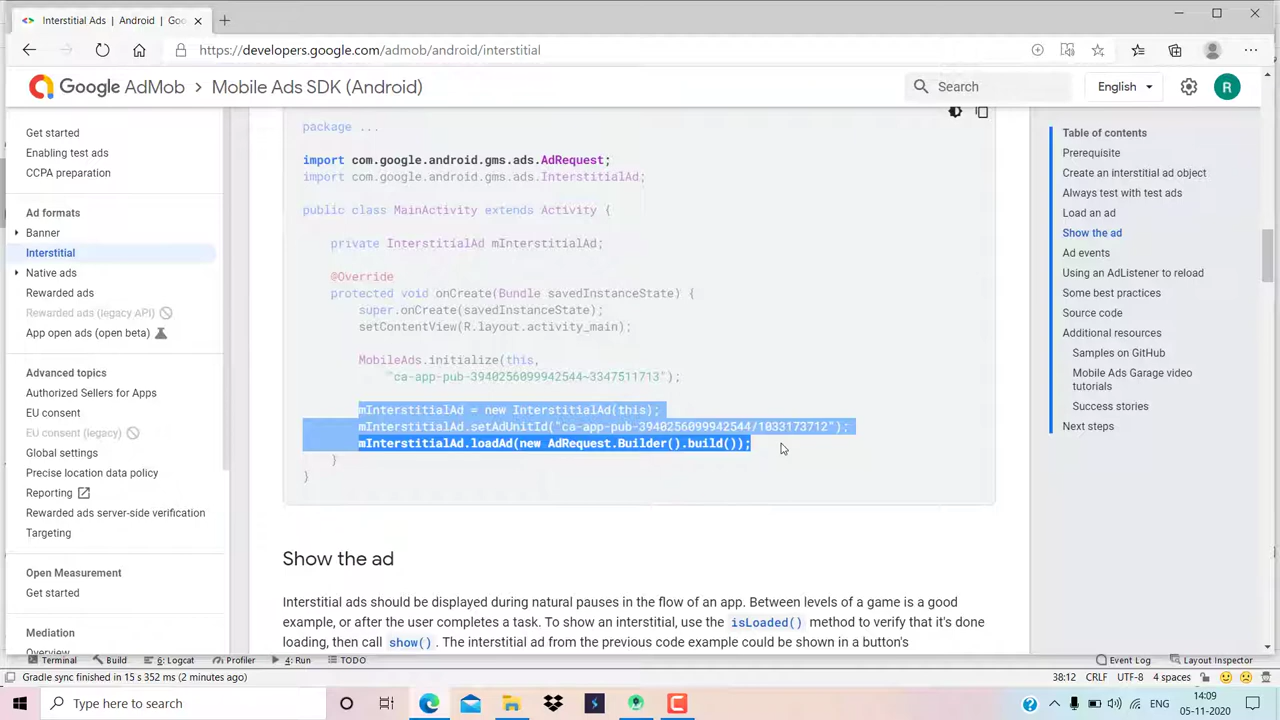 Interstitial Ads | Android | Goo
https://developers.google.com/admob/android/interstitial
Google AdMob
Mobile Ads SDK (Android)
Search
English
R
Get started
Enabling test ads
CCPA preparation
Ad formats
Banner
Interstitial
Native ads
Rewarded ads
Rewarded ads (legacy API)
App open ads (open beta)
Advanced topics
Authorized Sellers for Apps
EU consent
EU consent (legacy)
Global settings
Precise location data policy
Reporting
Rewarded ads server-side verification
Targeting
Open Measurement
Get started
Mediation
Overview
package ...
import com.google.android.gms.ads.AdRequest;
import com.google.android.gms.ads.InterstitialAd;
public class MainActivity extends Activity {
private InterstitialAd mInterstitialAd;
@Override
protected void onCreate(Bundle savedInstanceState) {
super.onCreate(savedInstanceState);
setContentView(R.layout.activity_main);
MobileAds.initialize(this,
"ca-app-pub-3940256099942544~3347511713");
mInterstitialAd = new InterstitialAd(this);
mInterstitialAd.setAdUnitId("ca-app-pub-3940256099942544/1033173712");
mInterstitialAd.loadAd(new AdRequest.Builder().build());
}
}
Show the ad
Interstitial ads should be displayed during natural pauses in the flow of an app. Between levels of a game is a good
example, or after the user completes a task. To show an interstitial, use the isLoaded() method to verify that it's done
loading, then call show(). The interstitial ad from the previous code example could be shown in a button's
Table of contents
Prerequisite
Create an interstitial ad object
Always test with test ads
Load an ad
Show the ad
Ad events
Using an AdListener to reload
Some best practices
Source code
Additional resources
Samples on GitHub
Mobile Ads Garage video
tutorials
Success stories
Next steps
Terminal
Build
6: Logcat
Profiler
4: Run
TODO
Event Log
Layout Inspector
Gradle sync finished in 15 s 352 ms (2 minutes ago)
38:12
CRLF
UTF-8
4 spaces
Type here to search
ENG
14:09
05-11-2020